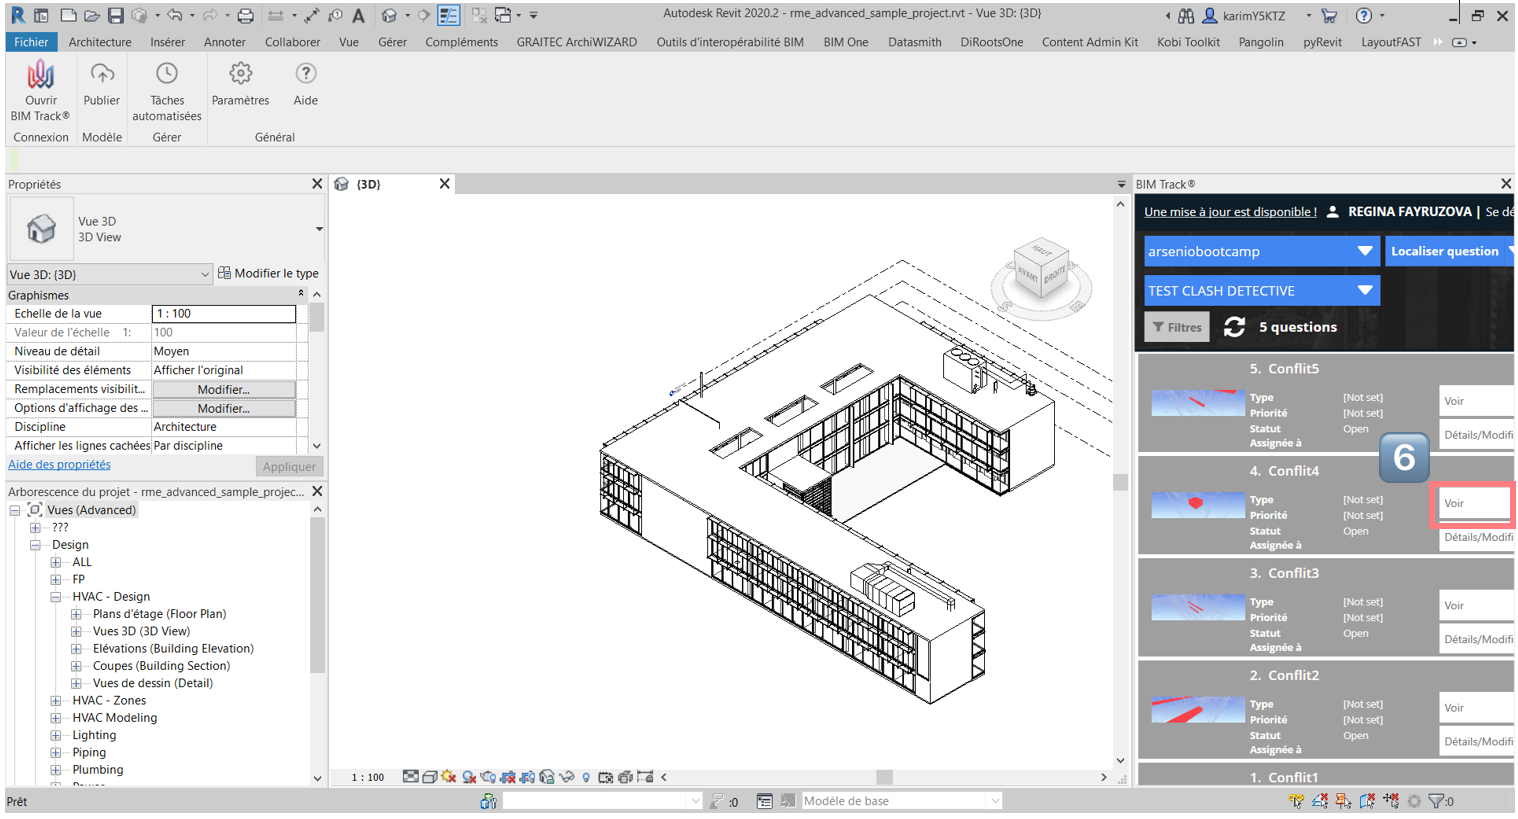 Autodesk Revit 2020.2 - rme_advanced_sample_project.rvt - Vue 3D: {3D}
karimY5KTZ
Fichier Architecture Insérer Annoter Collaborer Vue Gérer Compléments GRAITEC ArchiWIZARD Outils d'interopérabilité BIM BIM One Datasmith DiRootsOne Content Admin Kit Kobi Toolkit Pangolin pyRevit LayoutFAST
Ouvrir
BIM Track®
Publier
Tâches
automatisées
Paramètres
Aide
Connexion Modèle Gérer Général
Propriétés
Vue 3D
3D View
Vue 3D: {3D}
Modifier le type
Graphismes
Echelle de la vue 1 : 100
Valeur de l'échelle 1: 100
Niveau de détail Moyen
Visibilité des éléments Afficher l'original
Remplacements visibilit... Modifier...
Options d'affichage des ... Modifier...
Discipline Architecture
Afficher les lignes cachées Par discipline
Aide des propriétés
Appliquer
Arborescence du projet - rme_advanced_sample_projec...
Vues (Advanced)
???
Design
ALL
FP
HVAC - Design
Plans d'étage (Floor Plan)
Vues 3D (3D View)
Elévations (Building Elevation)
Coupes (Building Section)
Vues de dessin (Detail)
HVAC - Zones
HVAC Modeling
Lighting
Piping
Plumbing
{3D}
HAUT
AVANT
DROITE
S
1 : 100
BIM Track®
Une mise à jour est disponible ! REGINA FAYRUZOVA | Se dé
arseniobootcamp
Localiser question
TEST CLASH DETECTIVE
Filtres
5 questions
5. Conflit5
Type [Not set]
Priorité [Not set]
Statut Open
Assignée à
Voir
Détails/Modifi
6
4. Conflit4
Type [Not set]
Priorité [Not set]
Statut Open
Assignée à
Voir
Détails/Modifi
3. Conflit3
Type [Not set]
Priorité [Not set]
Statut Open
Assignée à
Voir
Détails/Modifi
2. Conflit2
Type [Not set]
Priorité [Not set]
Statut Open
Assignée à
Voir
Détails/Modifi
1. Conflit1
Prêt
:0
Modèle de base
:0